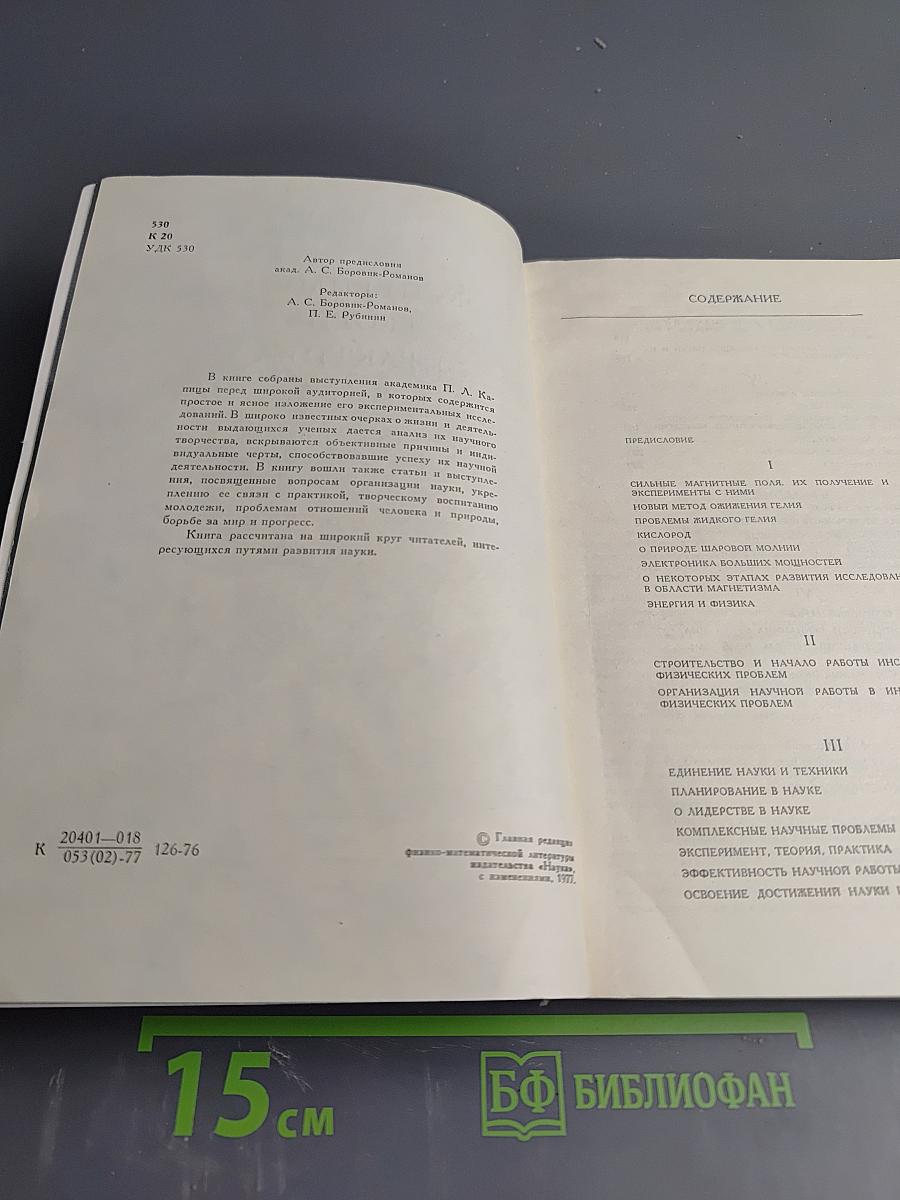 530
К 20
УДК 530
Автор предисловия
акад. А. С. Боровик-Романов
Редакторы:
А. С. Боровик-Романов,
П. Е. Рубинин
В книге собраны выступления академика П. Л. Ка-
пицы перед широкой аудиторией, в которых содержится
простое и ясное изложение его экспериментальных иссле-
дований. В широко известных очерках о жизни и деятель-
ности выдающихся ученых дается анализ их научного
творчества, вскрываются объективные причины и инди-
видуальные черты, способствовавшие успеху их научной
деятельности. В книгу вошли также статьи и выступле-
ния, посвященные вопросам организации науки, укре-
плению ее связи с практикой, творческому воспитанию
молодежи, проблемам отношений человека и природы,
борьбе за мир и прогресс.
Книга рассчитана на широкий круг читателей, инте-
ресующихся путями развития науки.
К 20401—018 053(02)-77 126-76
© Главная редакция
физико-математической литературы
издательства «Наука»,
с изменениями, 1977.
СОДЕРЖАНИЕ
ПРЕДИСЛОВИЕ
I
СИЛЬНЫЕ МАГНИТНЫЕ ПОЛЯ, ИХ ПОЛУЧЕНИЕ И
ЭКСПЕРИМЕНТЫ С НИМИ
НОВЫЙ МЕТОД ОЖИЖЕНИЯ ГЕЛИЯ
ПРОБЛЕМЫ ЖИДКОГО ГЕЛИЯ
КИСЛОРОД
О ПРИРОДЕ ШАРОВОЙ МОЛНИИ
ЭЛЕКТРОНИКА БОЛЬШИХ МОЩНОСТЕЙ
О НЕКОТОРЫХ ЭТАПАХ РАЗВИТИЯ ИССЛЕДОВАН
В ОБЛАСТИ МАГНЕТИЗМА
ЭНЕРГИЯ И ФИЗИКА
II
СТРОИТЕЛЬСТВО И НАЧАЛО РАБОТЫ ИНС
ФИЗИЧЕСКИХ ПРОБЛЕМ
ОРГАНИЗАЦИЯ НАУЧНОЙ РАБОТЫ В ИН
ФИЗИЧЕСКИХ ПРОБЛЕМ
III
ЕДИНЕНИЕ НАУКИ И ТЕХНИКИ
ПЛАНИРОВАНИЕ В НАУКЕ
О ЛИДЕРСТВЕ В НАУКЕ
КОМПЛЕКСНЫЕ НАУЧНЫЕ ПРОБЛЕМЫ
ЭКСПЕРИМЕНТ, ТЕОРИЯ, ПРАКТИКА
ЭФФЕКТИВНОСТЬ НАУЧНОЙ РАБОТЫ
ОСВОЕНИЕ ДОСТИЖЕНИЙ НАУКИ И
15 см
БФ БИБЛИОФАН